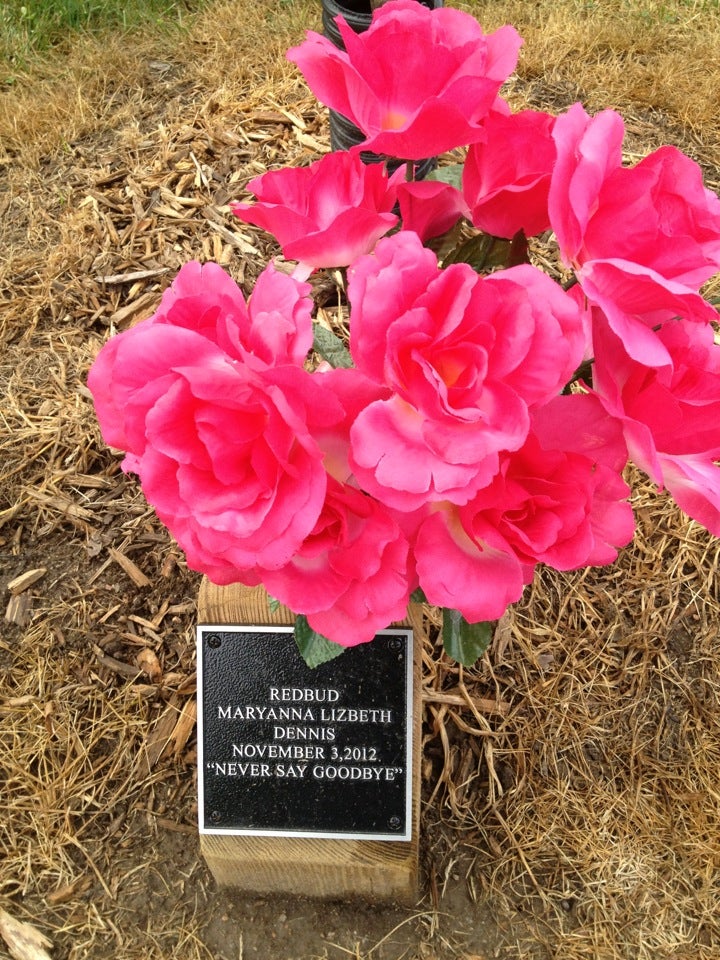 REDBUD
MARYANNA LIZBETH
DENNIS
NOVEMBER 3,2012
"NEVER SAY GOODBYE"